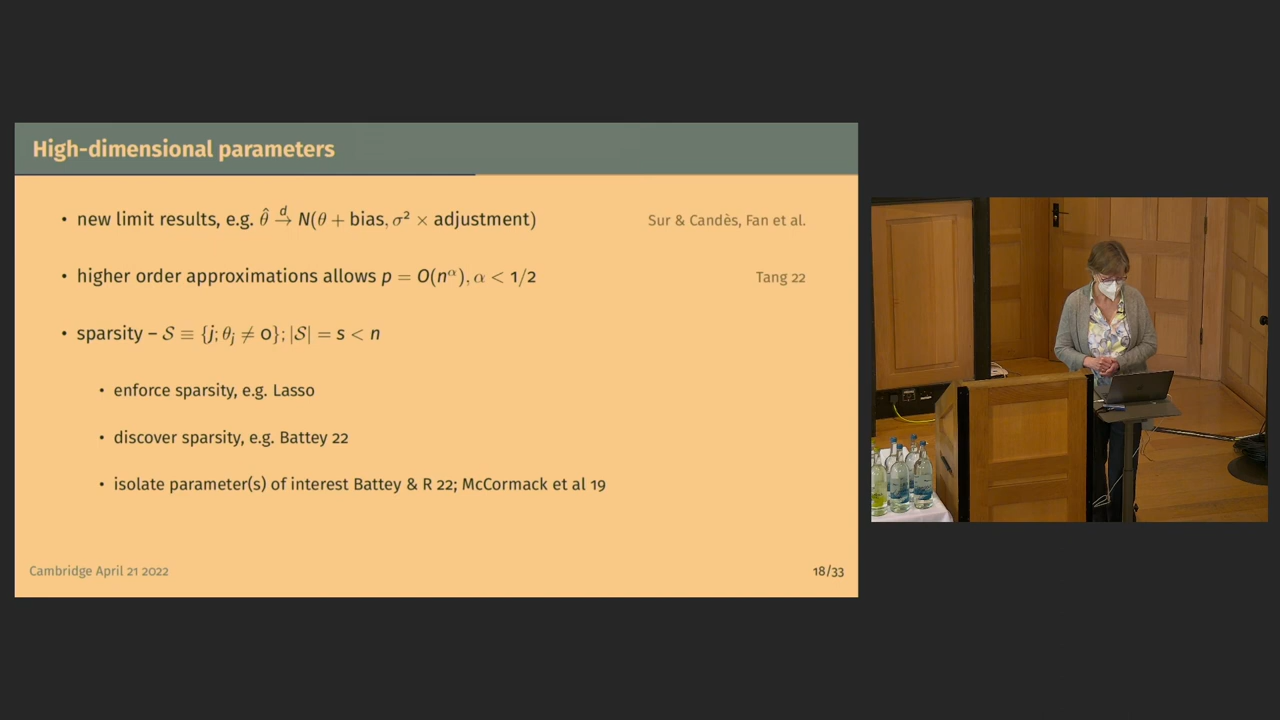 High-dimensional parameters
• new limit results, e.g. θ̂ →ᵈ N(θ + bias, σ² × adjustment) Sur & Candès, Fan et al.
• higher order approximations allows p = O(nᵅ), α < 1/2 Tang 22
• sparsity – 𝒮 ≡ {j; θⱼ ≠ 0}; |𝒮| = s < n
• enforce sparsity, e.g. Lasso
• discover sparsity, e.g. Battey 22
• isolate parameter(s) of interest Battey & R 22; McCormack et al 19
Cambridge April 21 2022 18/33